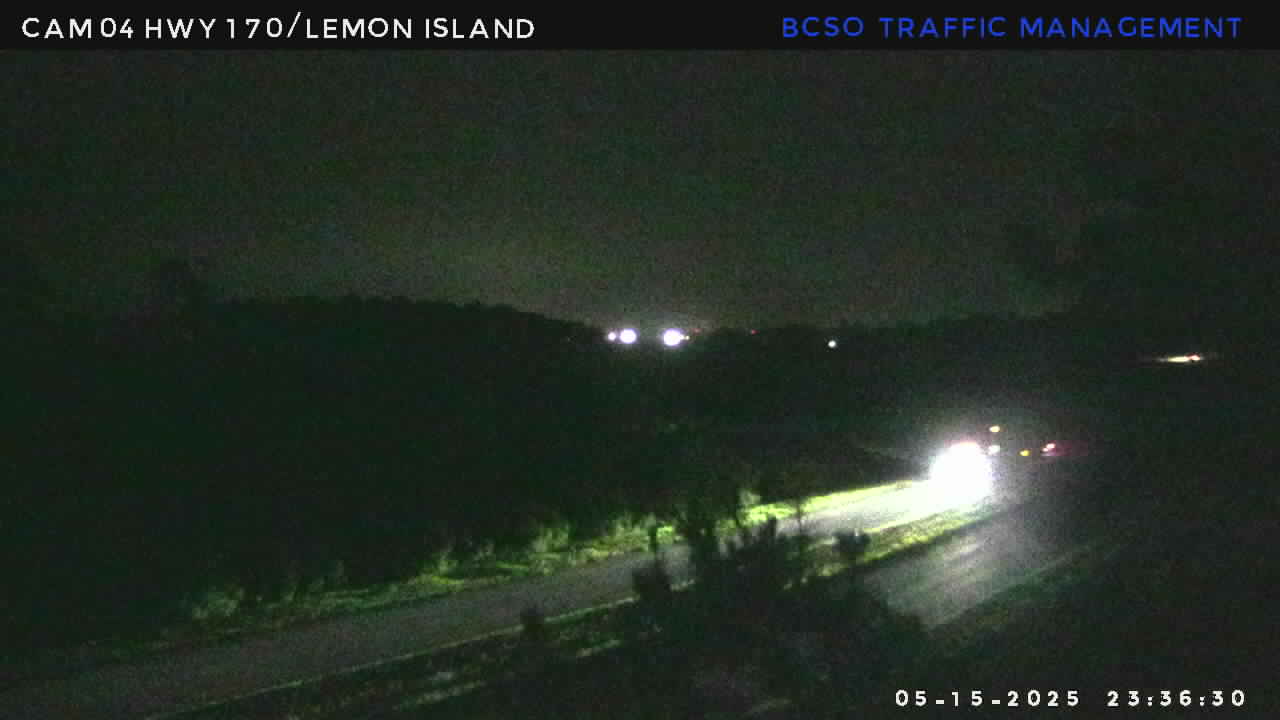 CAM04 HWY 170/LEMON ISLAND
BCSO TRAFFIC MANAGEMENT
05-15-2025 23:36:30